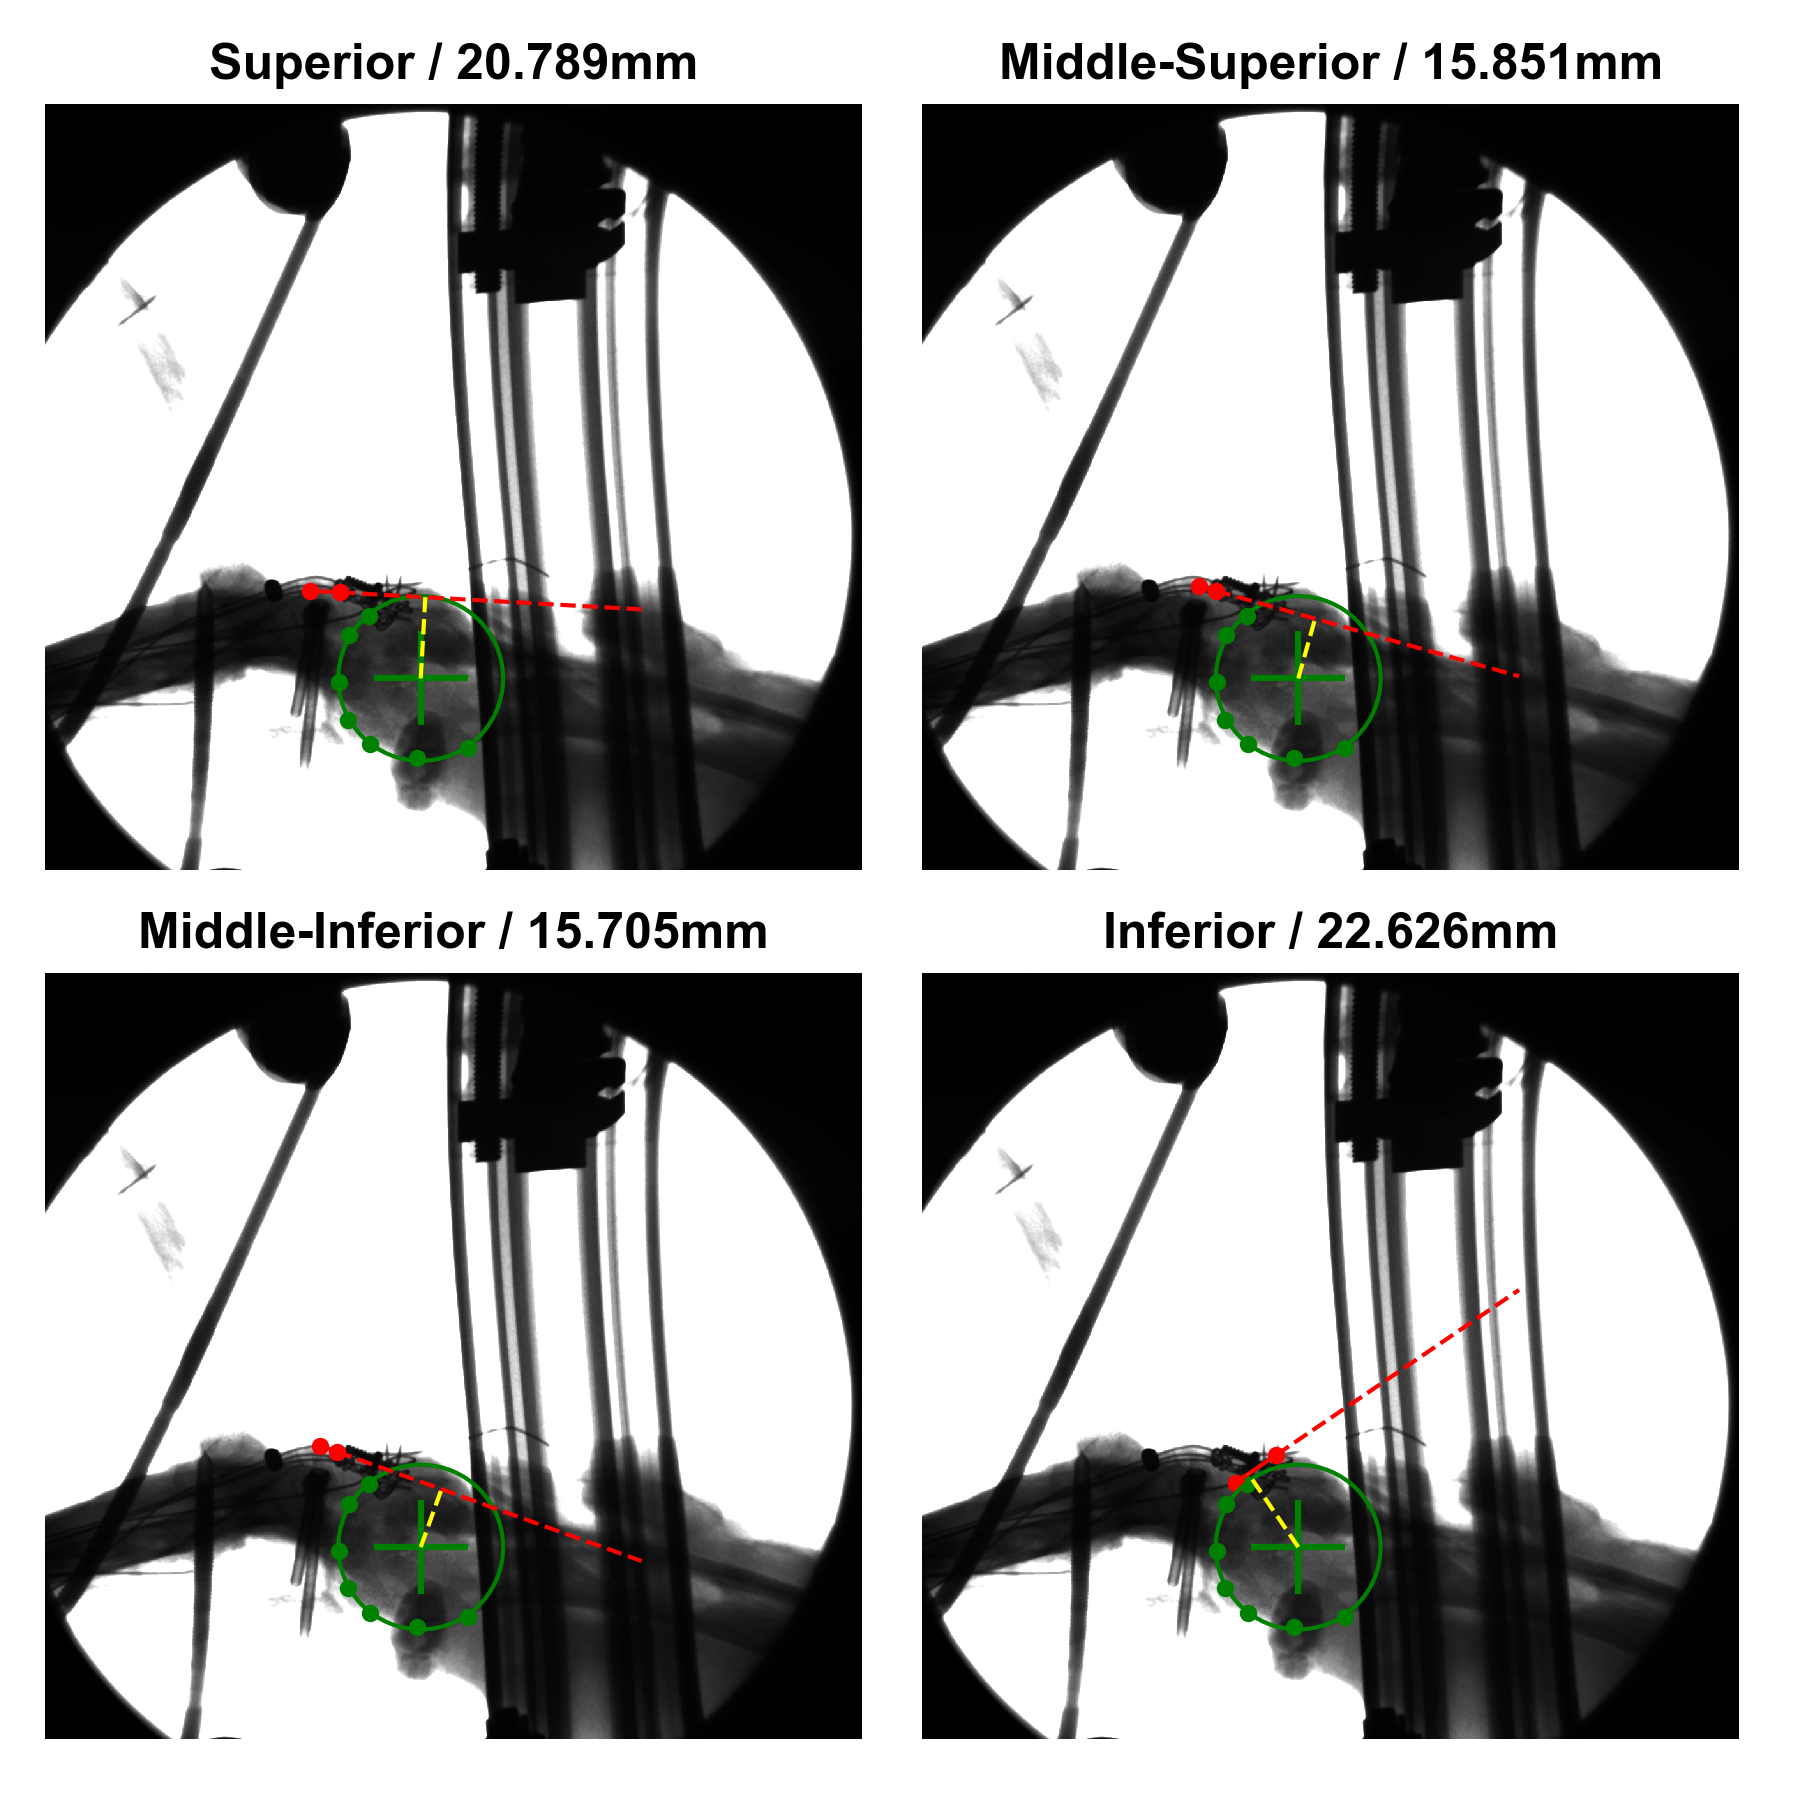 Superior / 20.789mm
Middle-Superior / 15.851mm
Middle-Inferior / 15.705mm
Inferior / 22.626mm